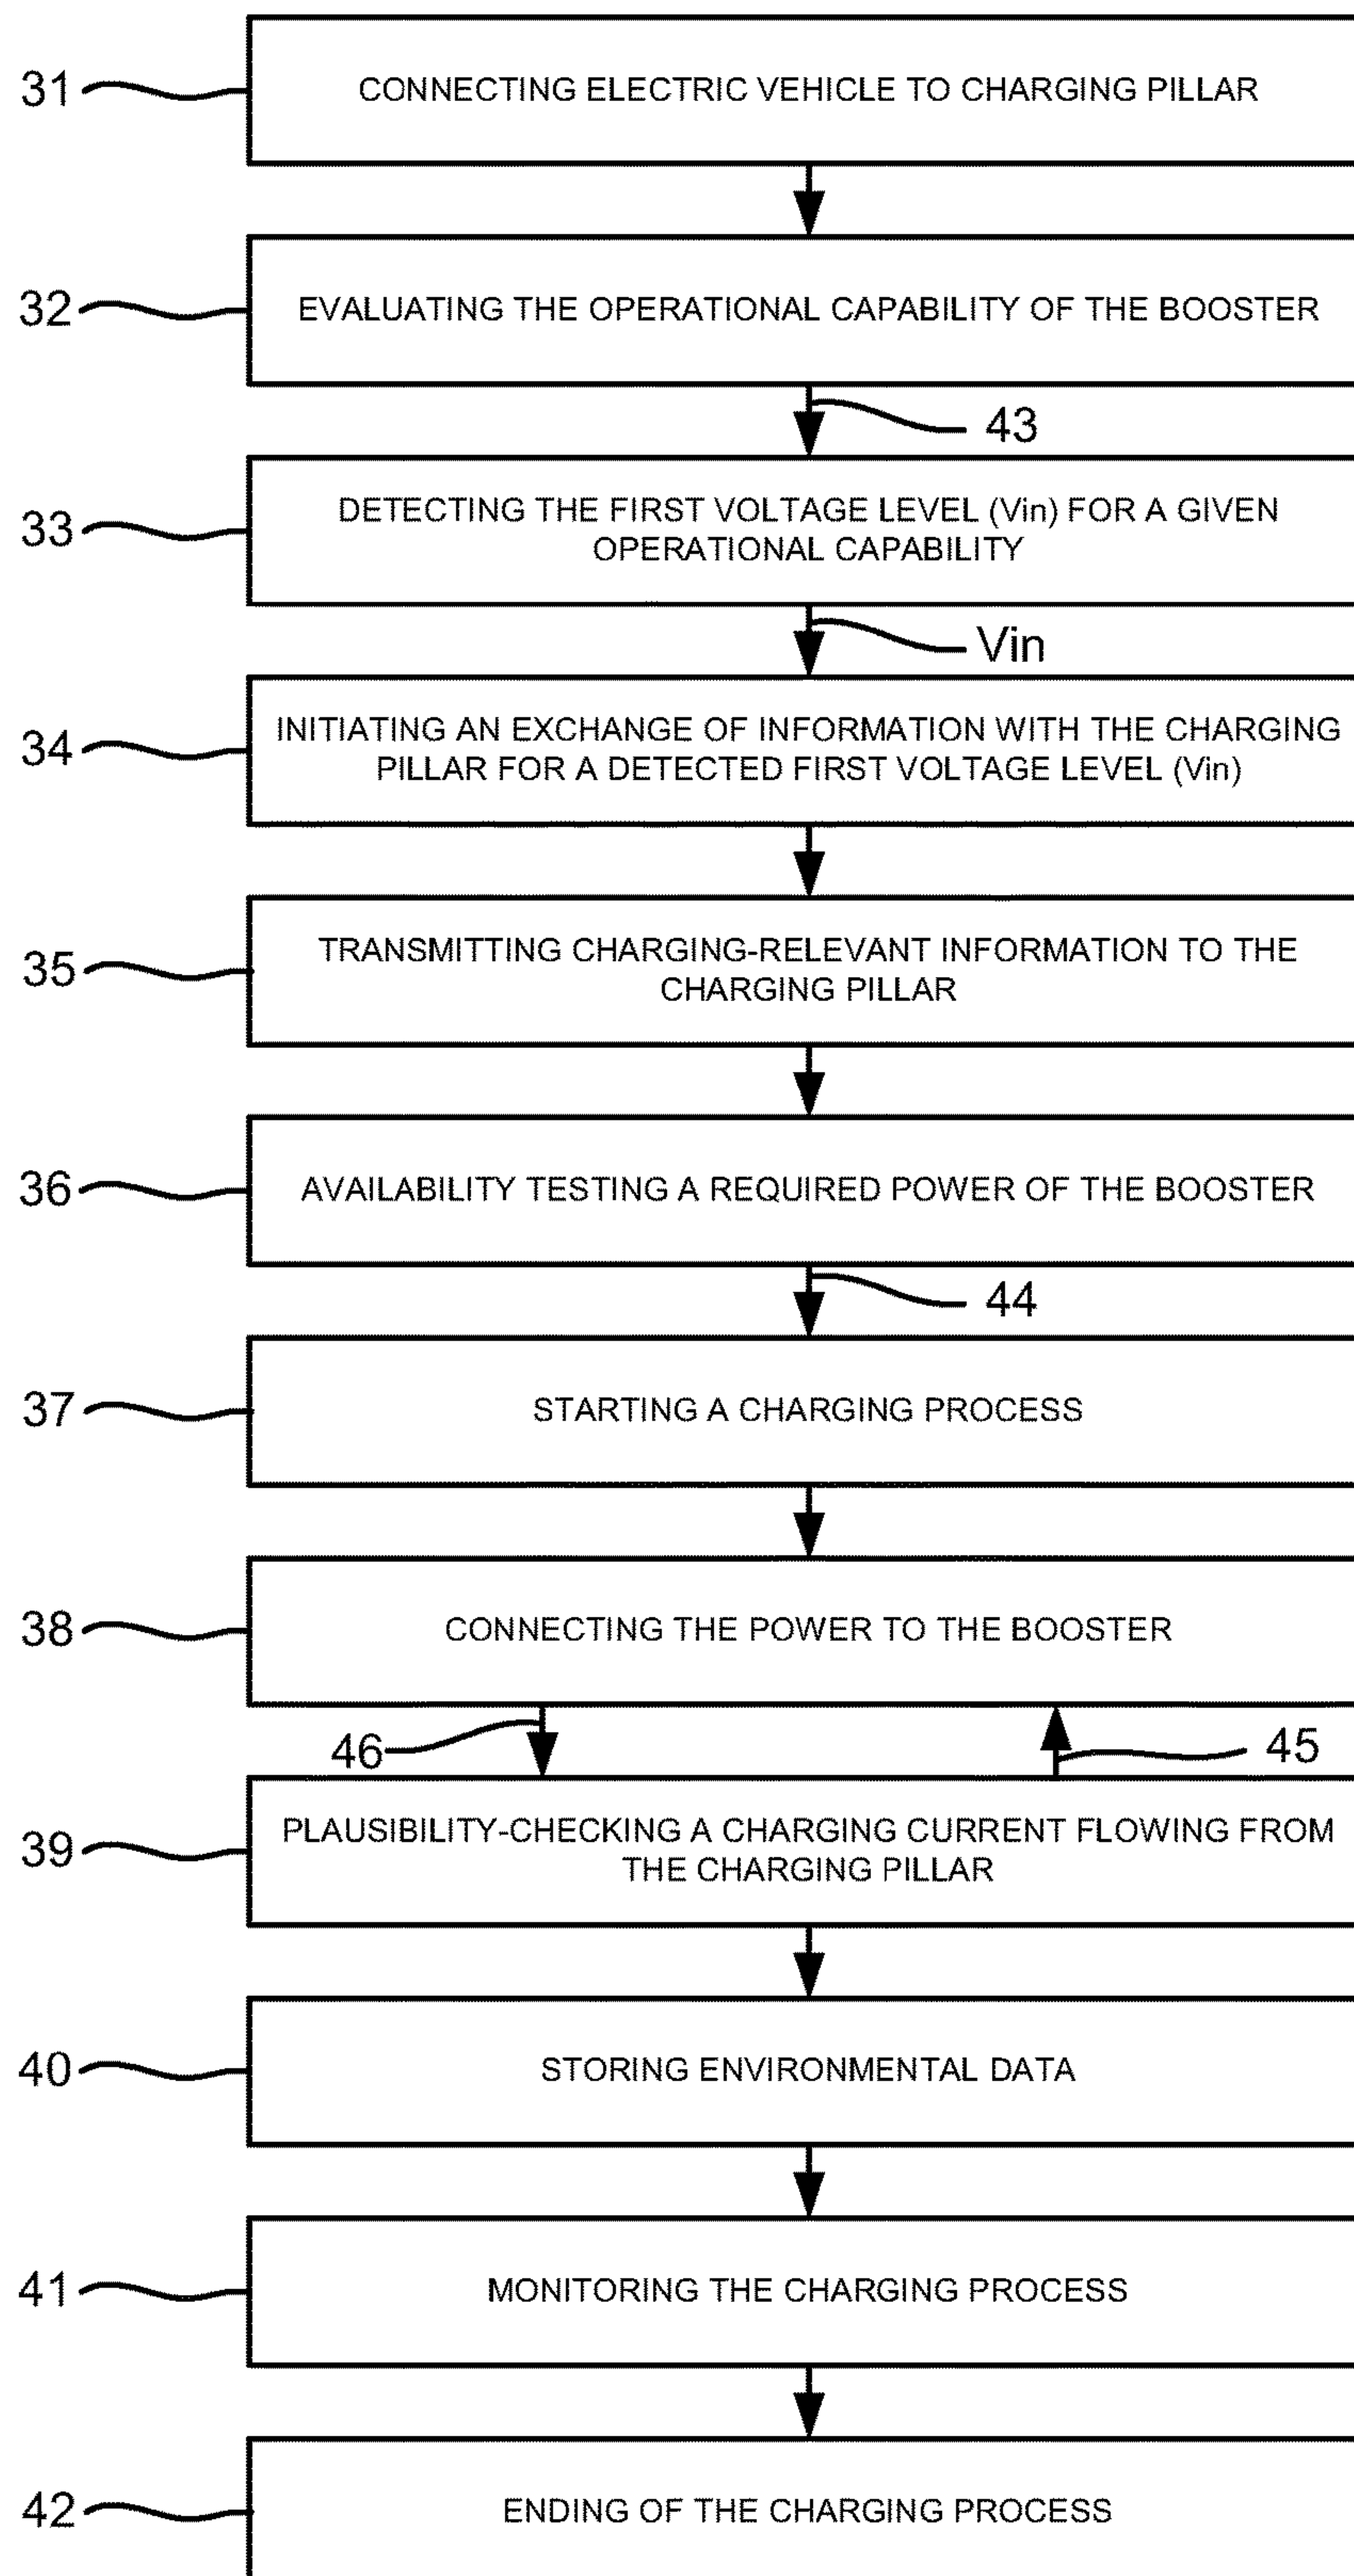 31
CONNECTING ELECTRIC VEHICLE TO CHARGING PILLAR
32
EVALUATING THE OPERATIONAL CAPABILITY OF THE BOOSTER
43
33
DETECTING THE FIRST VOLTAGE LEVEL (Vin) FOR A GIVEN
OPERATIONAL CAPABILITY
Vin
34
INITIATING AN EXCHANGE OF INFORMATION WITH THE CHARGING
PILLAR FOR A DETECTED FIRST VOLTAGE LEVEL (Vin)
35
TRANSMITTING CHARGING-RELEVANT INFORMATION TO THE
CHARGING PILLAR
36
AVAILABILITY TESTING A REQUIRED POWER OF THE BOOSTER
44
37
STARTING A CHARGING PROCESS
38
CONNECTING THE POWER TO THE BOOSTER
46
45
39
PLAUSIBILITY-CHECKING A CHARGING CURRENT FLOWING FROM
THE CHARGING PILLAR
40
STORING ENVIRONMENTAL DATA
41
MONITORING THE CHARGING PROCESS
42
ENDING OF THE CHARGING PROCESS